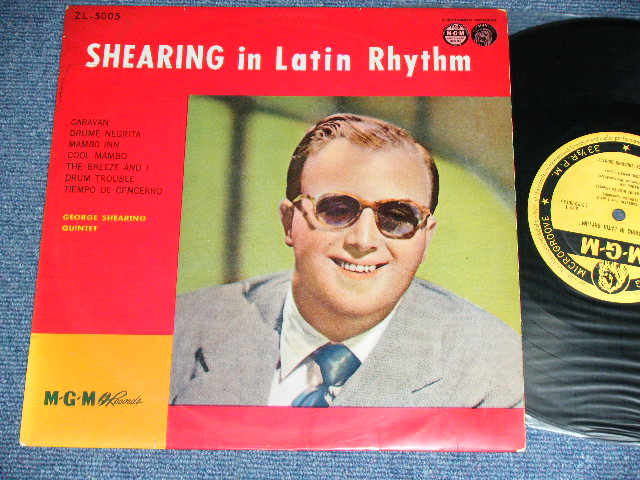 ZL-5005
SHEARING in Latin Rhythm
M-G-M
CARAVAN
DRUME NEGRITA
MAMBO INN
COOL MAMBO
THE BREEZE AND I
DRUM TROUBLE
TIEMPO DE CENCERRO
GEORGE SHEARING
QUINTET
M-G-M Records
33⅓ R.P.M.
MICROGROOVE
M-G-M